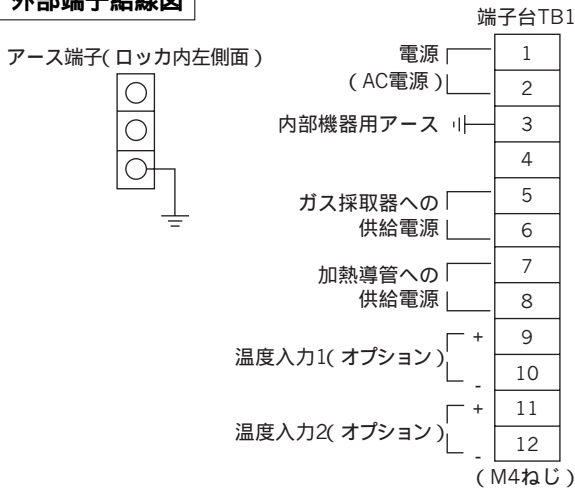 外部端子結線図
端子台TB1
アース端子(ロッカ内左側面)
電源
(AC電源)
内部機器用アース
ガス採取器への
供給電源
加熱導管への
供給電源
温度入力1(オプション)
+
-
温度入力2(オプション)
+
-
1
2
3
4
5
6
7
8
9
10
11
12
(M4ねじ)